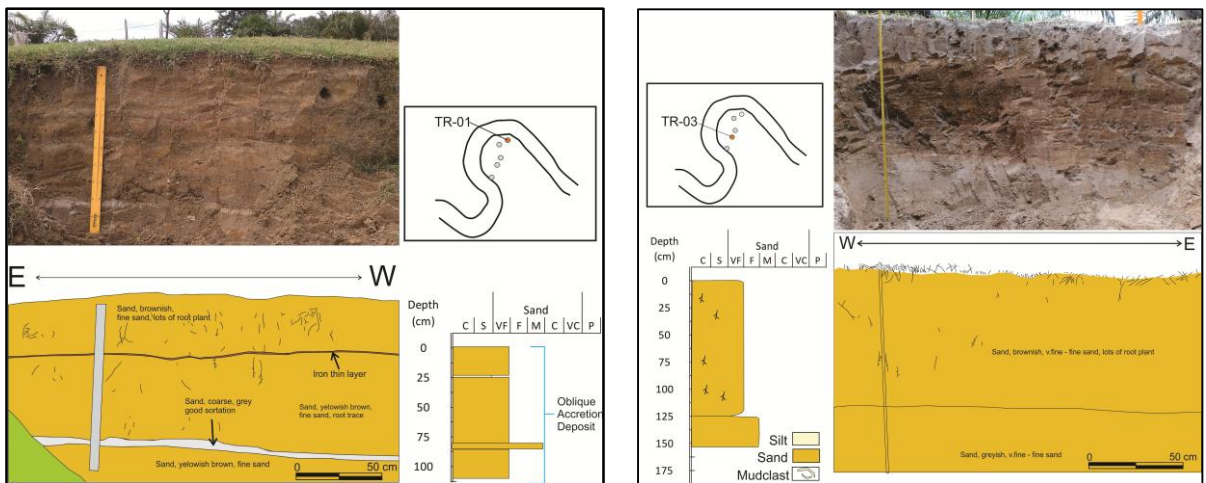 TR-01
E
W
Sand, brownish,
fine sand, lots of root plant
Iron thin layer
Sand, coarse, grey
good sortation
Sand, yelowish brown,
fine sand, root trace
Sand, yelowish brown, fine sand
0 50 cm
Depth
(cm)
Sand
C S VF F M C VC P
0
25
50
75
100
Oblique
Accretion
Deposit
TR-03
W
E
Depth
(cm)
Sand
C S VF F M C VC P
0
25
50
75
100
125
150
175
Silt
Sand
Mudclast
Sand, brownish, v.fine - fine sand, lots of root plant
Sand, greyish, v.fine - fine sand
0 50 cm